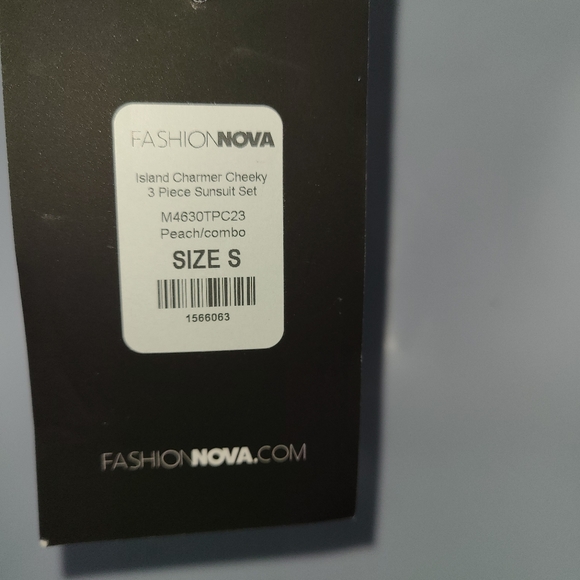 FASHIONNOVA
Island Charmer Cheeky
3 Piece Sunsuit Set
M4630TPC23
Peach/combo
SIZE S
1566063
FASHIONNOVA.COM